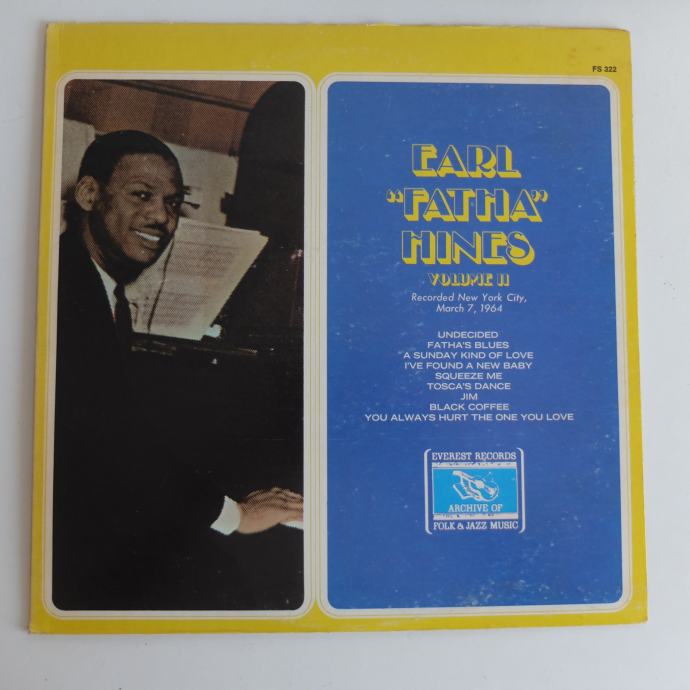 FS 322
EARL
"FATHA"
HINES
VOLUME II
Recorded New York City,
March 7, 1964
UNDECIDED
FATHA'S BLUES
A SUNDAY KIND OF LOVE
I'VE FOUND A NEW BABY
SQUEEZE ME
TOSCA'S DANCE
JIM
BLACK COFFEE
YOU ALWAYS HURT THE ONE YOU LOVE
EVEREST RECORDS
ARCHIVE OF
FOLK & JAZZ MUSIC